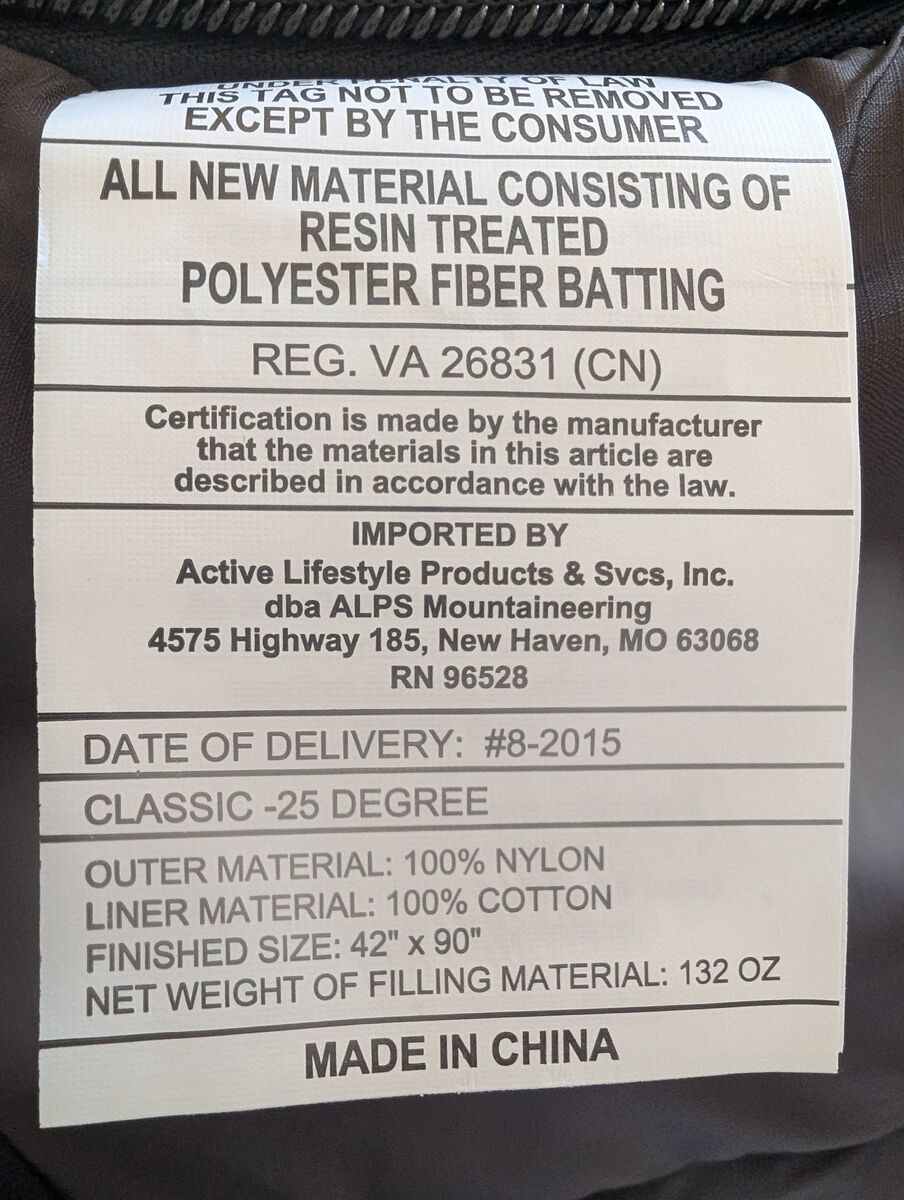 UNDER PENALTY OF LAW
THIS TAG NOT TO BE REMOVED
EXCEPT BY THE CONSUMER
ALL NEW MATERIAL CONSISTING OF
RESIN TREATED
POLYESTER FIBER BATTING
REG. VA 26831 (CN)
Certification is made by the manufacturer
that the materials in this article are
described in accordance with the law.
IMPORTED BY
Active Lifestyle Products & Svcs, Inc.
dba ALPS Mountaineering
4575 Highway 185, New Haven, MO 63068
RN 96528
DATE OF DELIVERY: #8-2015
CLASSIC -25 DEGREE
OUTER MATERIAL: 100% NYLON
LINER MATERIAL: 100% COTTON
FINISHED SIZE: 42" x 90"
NET WEIGHT OF FILLING MATERIAL: 132 OZ
MADE IN CHINA